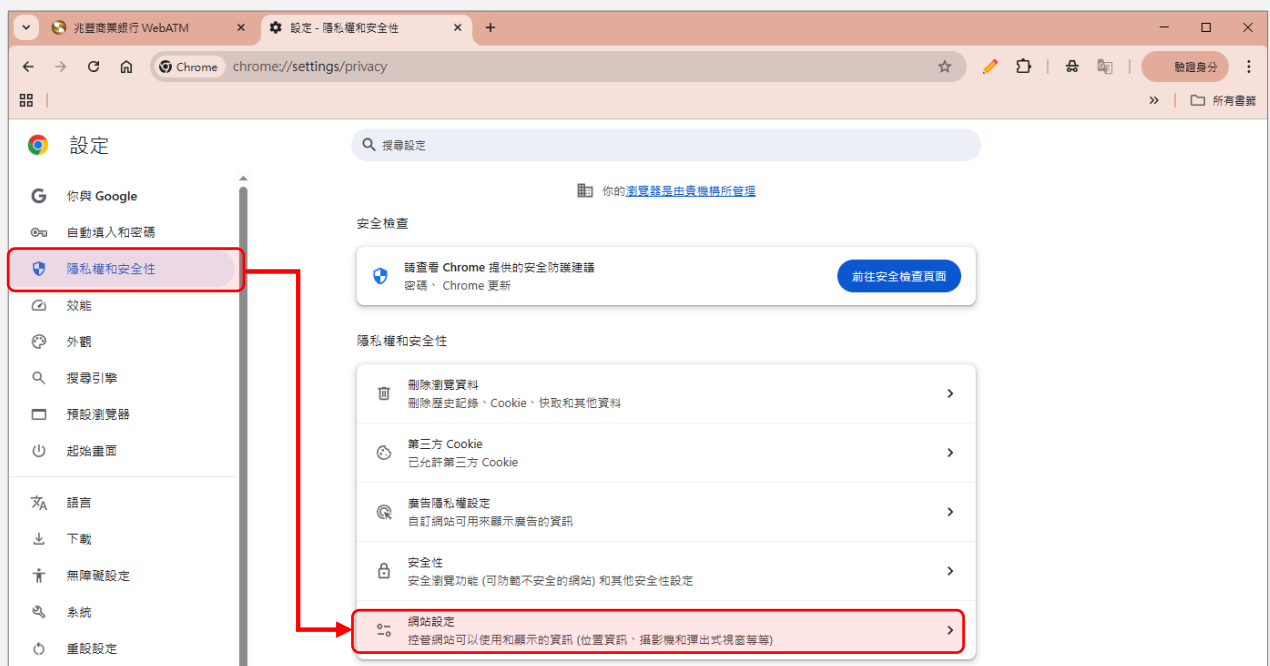 兆豐商業銀行 WebATM
設定 - 隱私權和安全性
Chrome
chrome://settings/privacy
驗證身分
所有書籤
設定
搜尋設定
你與 Google
自動填入和密碼
隱私權和安全性
效能
外觀
搜尋引擎
預設瀏覽器
起始畫面
語言
下載
無障礙設定
系統
重設設定
你的瀏覽器是由貴機構所管理
安全檢查
請查看 Chrome 提供的安全防護建議
密碼、 Chrome 更新
前往安全檢查頁面
隱私權和安全性
刪除瀏覽資料
刪除歷史記錄、Cookie、快取和其他資料
第三方 Cookie
已允許第三方 Cookie
廣告隱私權設定
自訂網站可用來顯示廣告的資訊
安全性
安全瀏覽功能 (可防範不安全的網站) 和其他安全性設定
網站設定
控管網站可以使用和顯示的資訊 (位置資訊、攝影機和彈出式視窗等等)